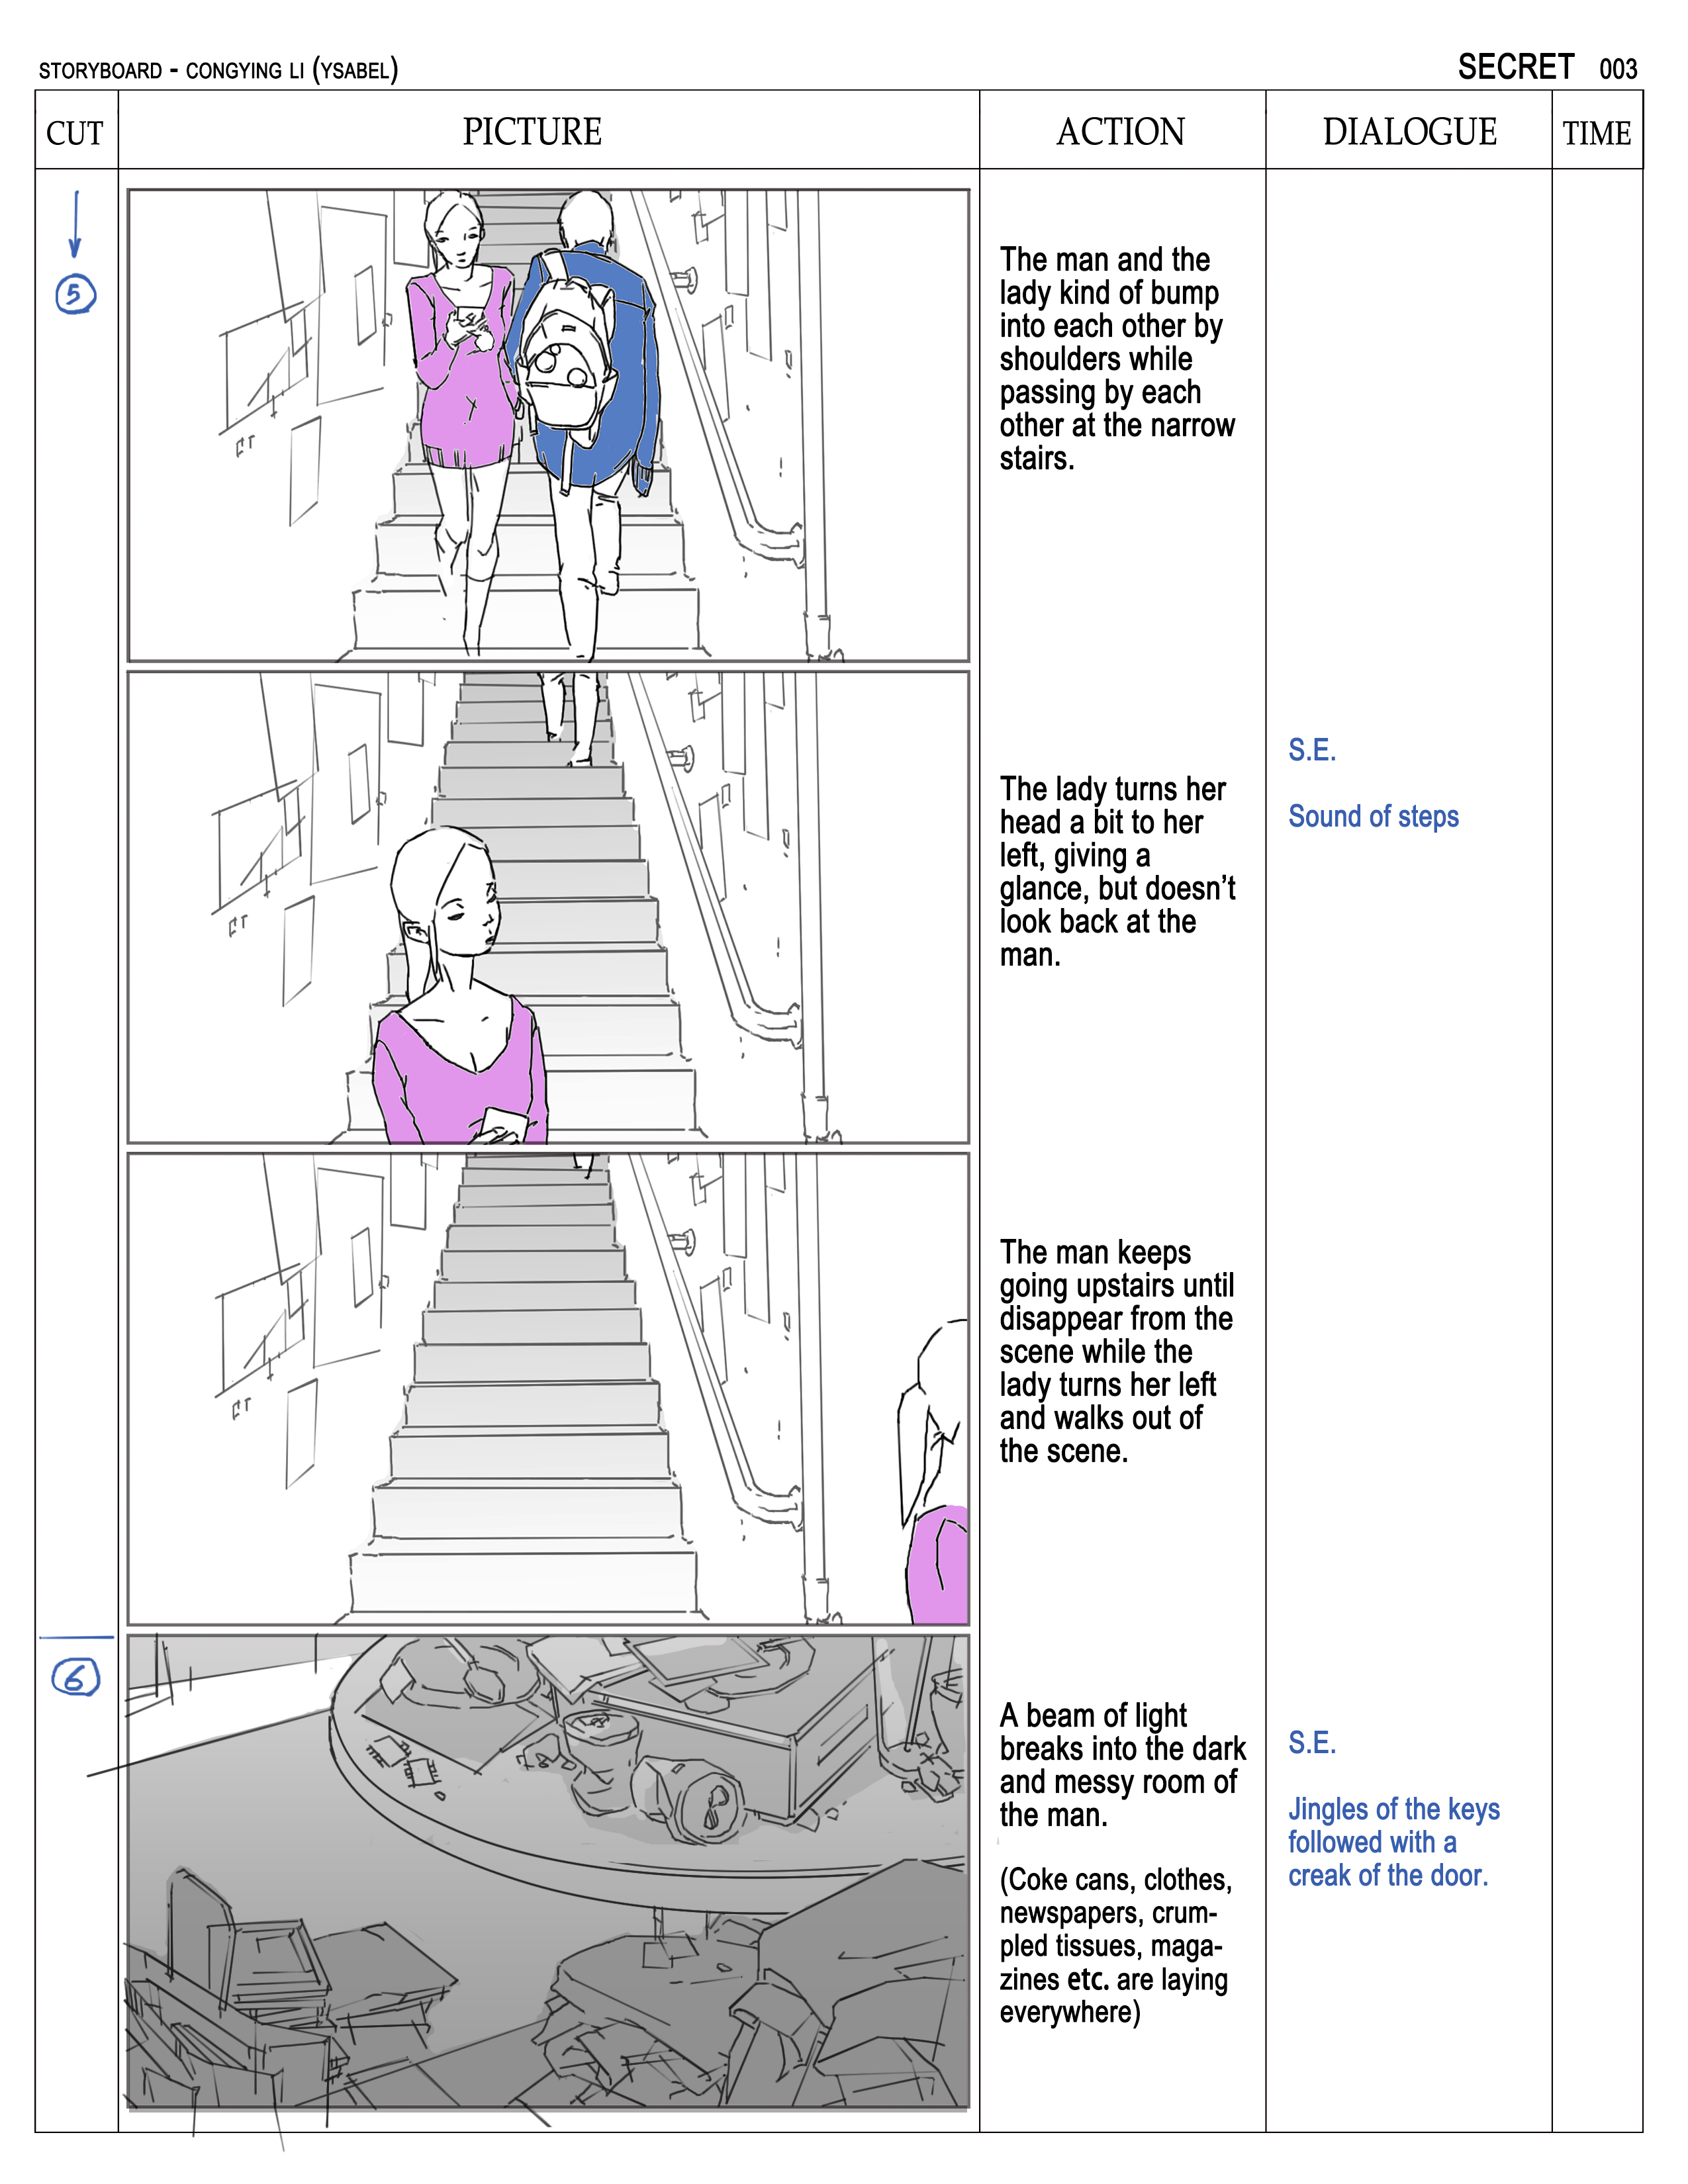 STORYBOARD - CONGYING LI (YSABEL)
SECRET 003
CUT
PICTURE
ACTION
DIALOGUE
TIME
5
The man and the
lady kind of bump
into each other by
shoulders while
passing by each
other at the narrow
stairs.
The lady turns her
head a bit to her
left, giving a
glance, but doesn’t
look back at the
man.
S.E.
Sound of steps
The man keeps
going upstairs until
disappear from the
scene while the
lady turns her left
and walks out of
the scene.
6
A beam of light
breaks into the dark
and messy room of
the man.
(Coke cans, clothes,
newspapers, crum-
pled tissues, maga-
zines etc. are laying
everywhere)
S.E.
Jingles of the keys
followed with a
creak of the door.